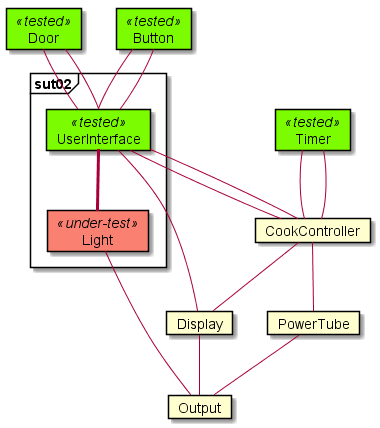 «tested»
Door
«tested»
Button
sut02
«tested»
UserInterface
«tested»
Timer
«under-test»
Light
CookController
Display
PowerTube
Output